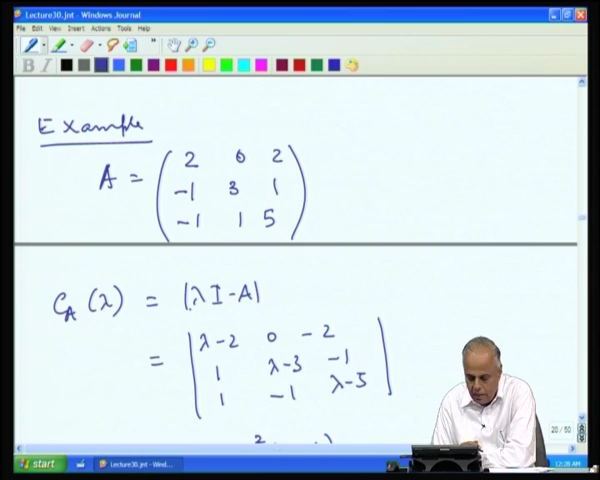 Lecture30.jnt - Windows Journal
File Edit View Insert Actions Tools Help
B I
Example
A = ( 2 0 2
-1 3 1
-1 1 5 )
C_A (λ) = |λI-A|
= | λ-2 0 -2
1 λ-3 -1
1 -1 λ-5 |
20 / 50
start Lecture30.jnt - Wind... 12:28 AM